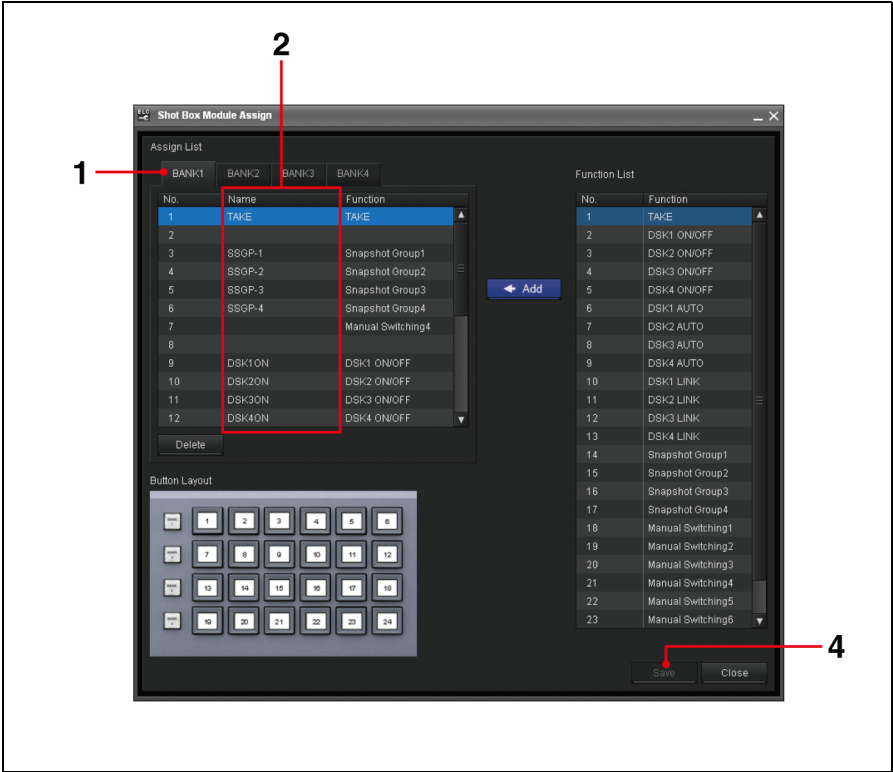 2
ELC
Shot Box Module Assign
Assign List
1
BANK1 BANK2 BANK3 BANK4
Function List
No. Name Function
No. Function
1 TAKE TAKE
1 TAKE
2
2 DSK1 ON/OFF
3 SSGP-1 Snapshot Group1
3 DSK2 ON/OFF
4 SSGP-2 Snapshot Group2
4 DSK3 ON/OFF
5 SSGP-3 Snapshot Group3
Add
5 DSK4 ON/OFF
6 SSGP-4 Snapshot Group4
6 DSK1 AUTO
7 Manual Switching4
7 DSK2 AUTO
8
8 DSK3 AUTO
9 DSK1ON DSK1 ON/OFF
9 DSK4 AUTO
10 DSK2ON DSK2 ON/OFF
10 DSK1 LINK
11 DSK3ON DSK3 ON/OFF
11 DSK2 LINK
12 DSK4ON DSK4 ON/OFF
12 DSK3 LINK
13 DSK4 LINK
Delete
14 Snapshot Group1
15 Snapshot Group2
Button Layout
16 Snapshot Group3
17 Snapshot Group4
18 Manual Switching1
19 Manual Switching2
20 Manual Switching3
21 Manual Switching4
22 Manual Switching5
23 Manual Switching6
1 2 3 4 5 6
7 8 9 10 11 12
13 14 15 16 17 18
19 20 21 22 23 24
4
Save Close